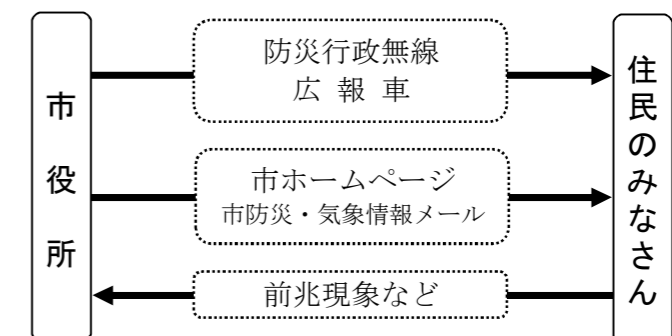 市役所
防災行政無線
広 報 車
市ホームページ
市防災・気象情報メール
前兆現象など
住民のみなさん